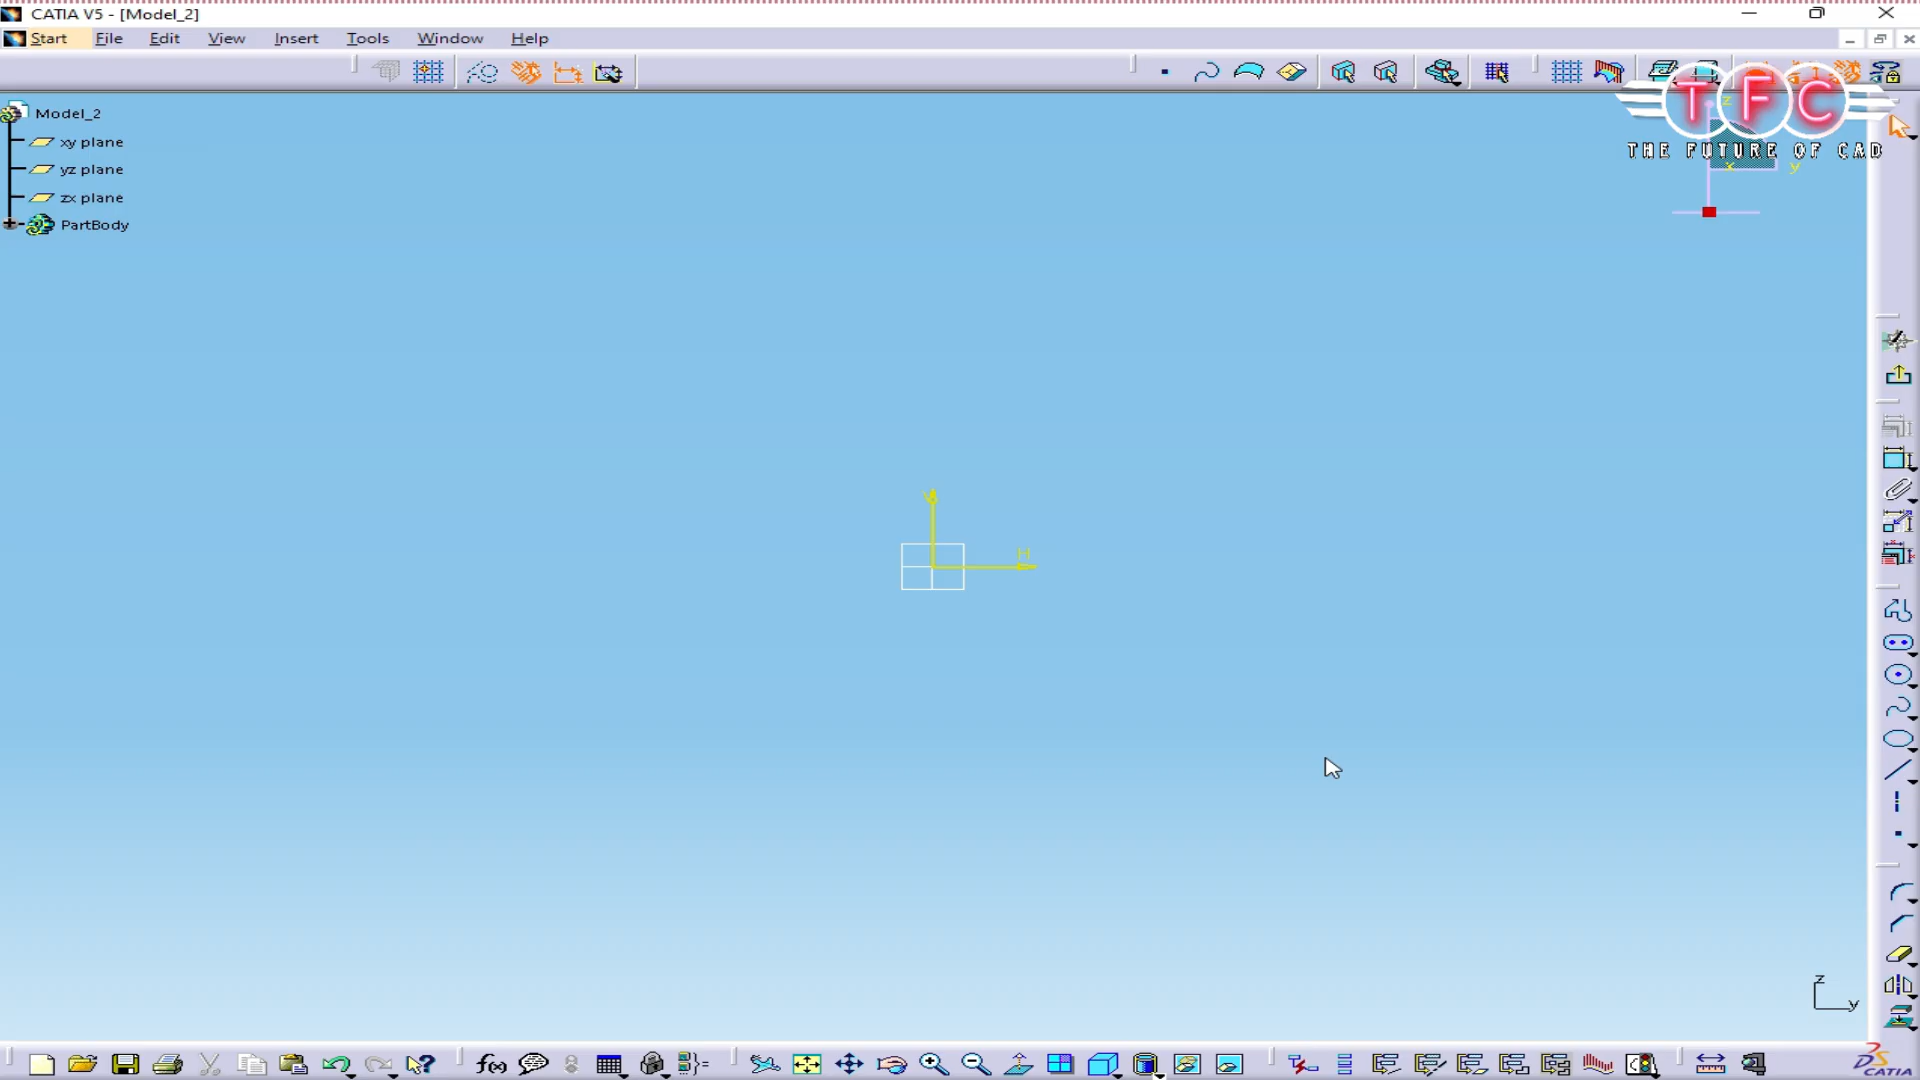 CATIA V5 - [Model_2]
Start File Edit View Insert Tools Window Help
TFC
THE FUTURE OF CAD
z
x y
Model_2
xy plane
yz plane
zx plane
PartBody
V
H
z
y
f(x)
CATIA